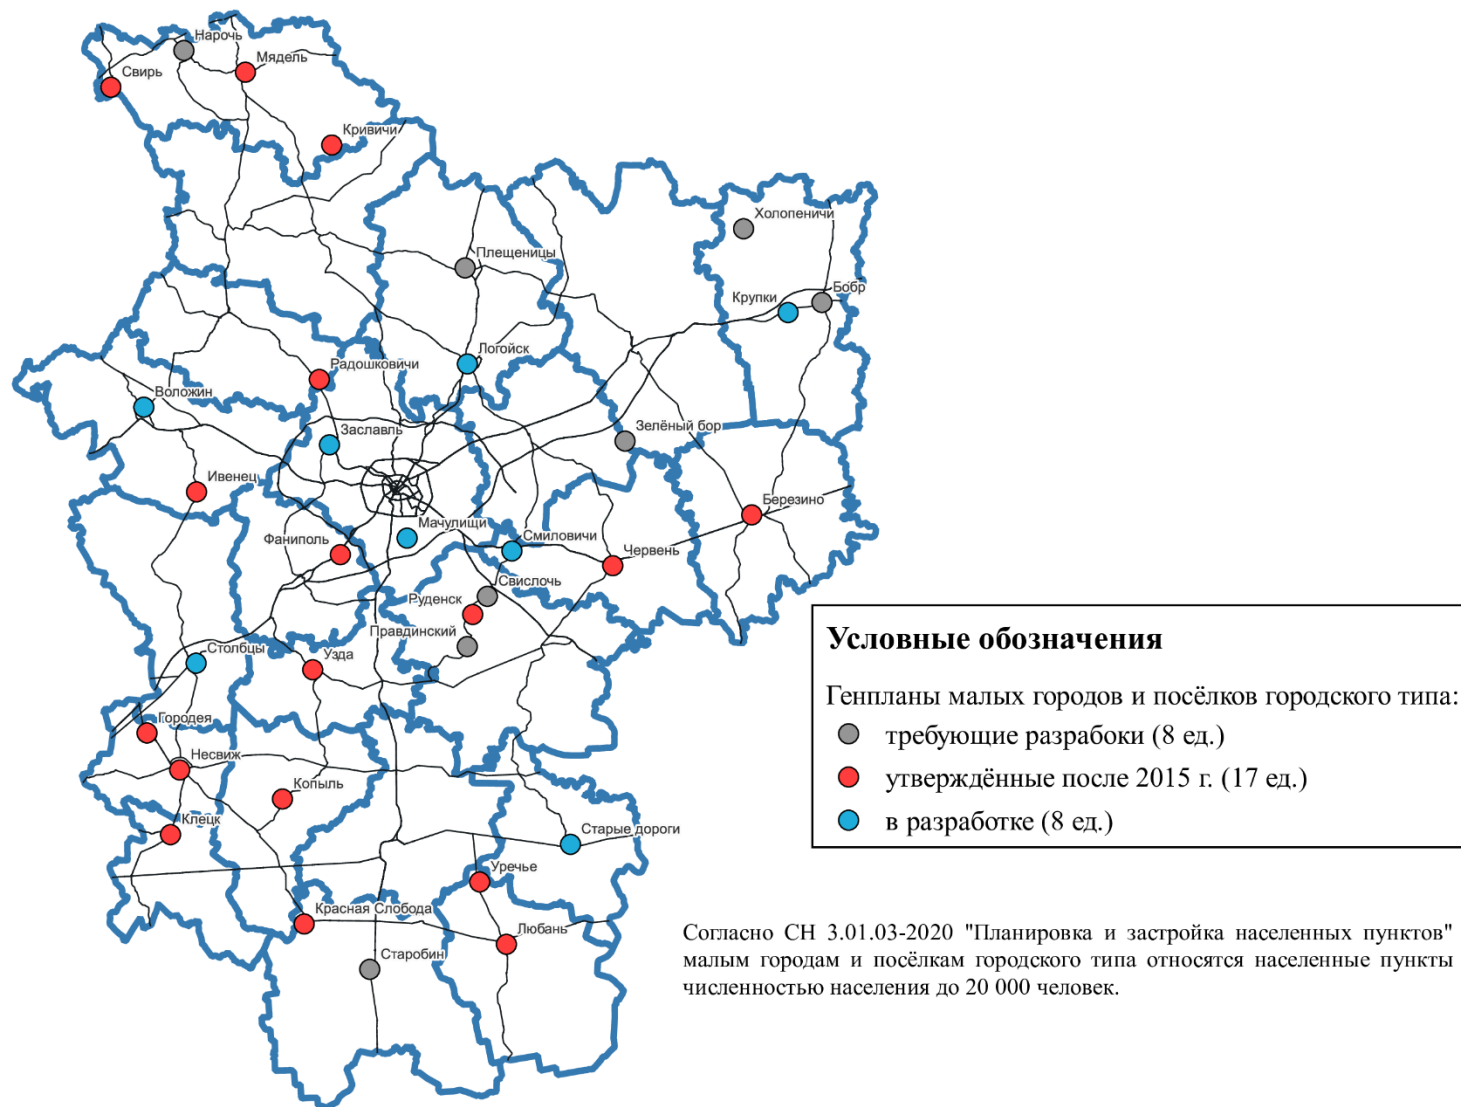 Нарочь
Мядель
Свирь
Кривичи
Холопеничи
Плещеницы
Бобр
Крупки
Логойск
Радошковичи
Воложин
Заславль
Зелёный бор
Ивенец
Березино
Мачулищи
Смиловичи
Фаниполь
Червень
Свислочь
Руденск
Правдинский
Столбцы
Узда
Городея
Несвиж
Копыль
Клецк
Старые дороги
Уречье
Красная Слобода
Любань
Старобин
Условные обозначения
Генпланы малых городов и посёлков городского типа:
требующие разрабоки (8 ед.)
утверждённые после 2015 г. (17 ед.)
в разработке (8 ед.)
Согласно СН 3.01.03-2020 "Планировка и застройка населенных пунктов"
малым городам и посёлкам городского типа относятся населенные пункты
численностью населения до 20 000 человек.